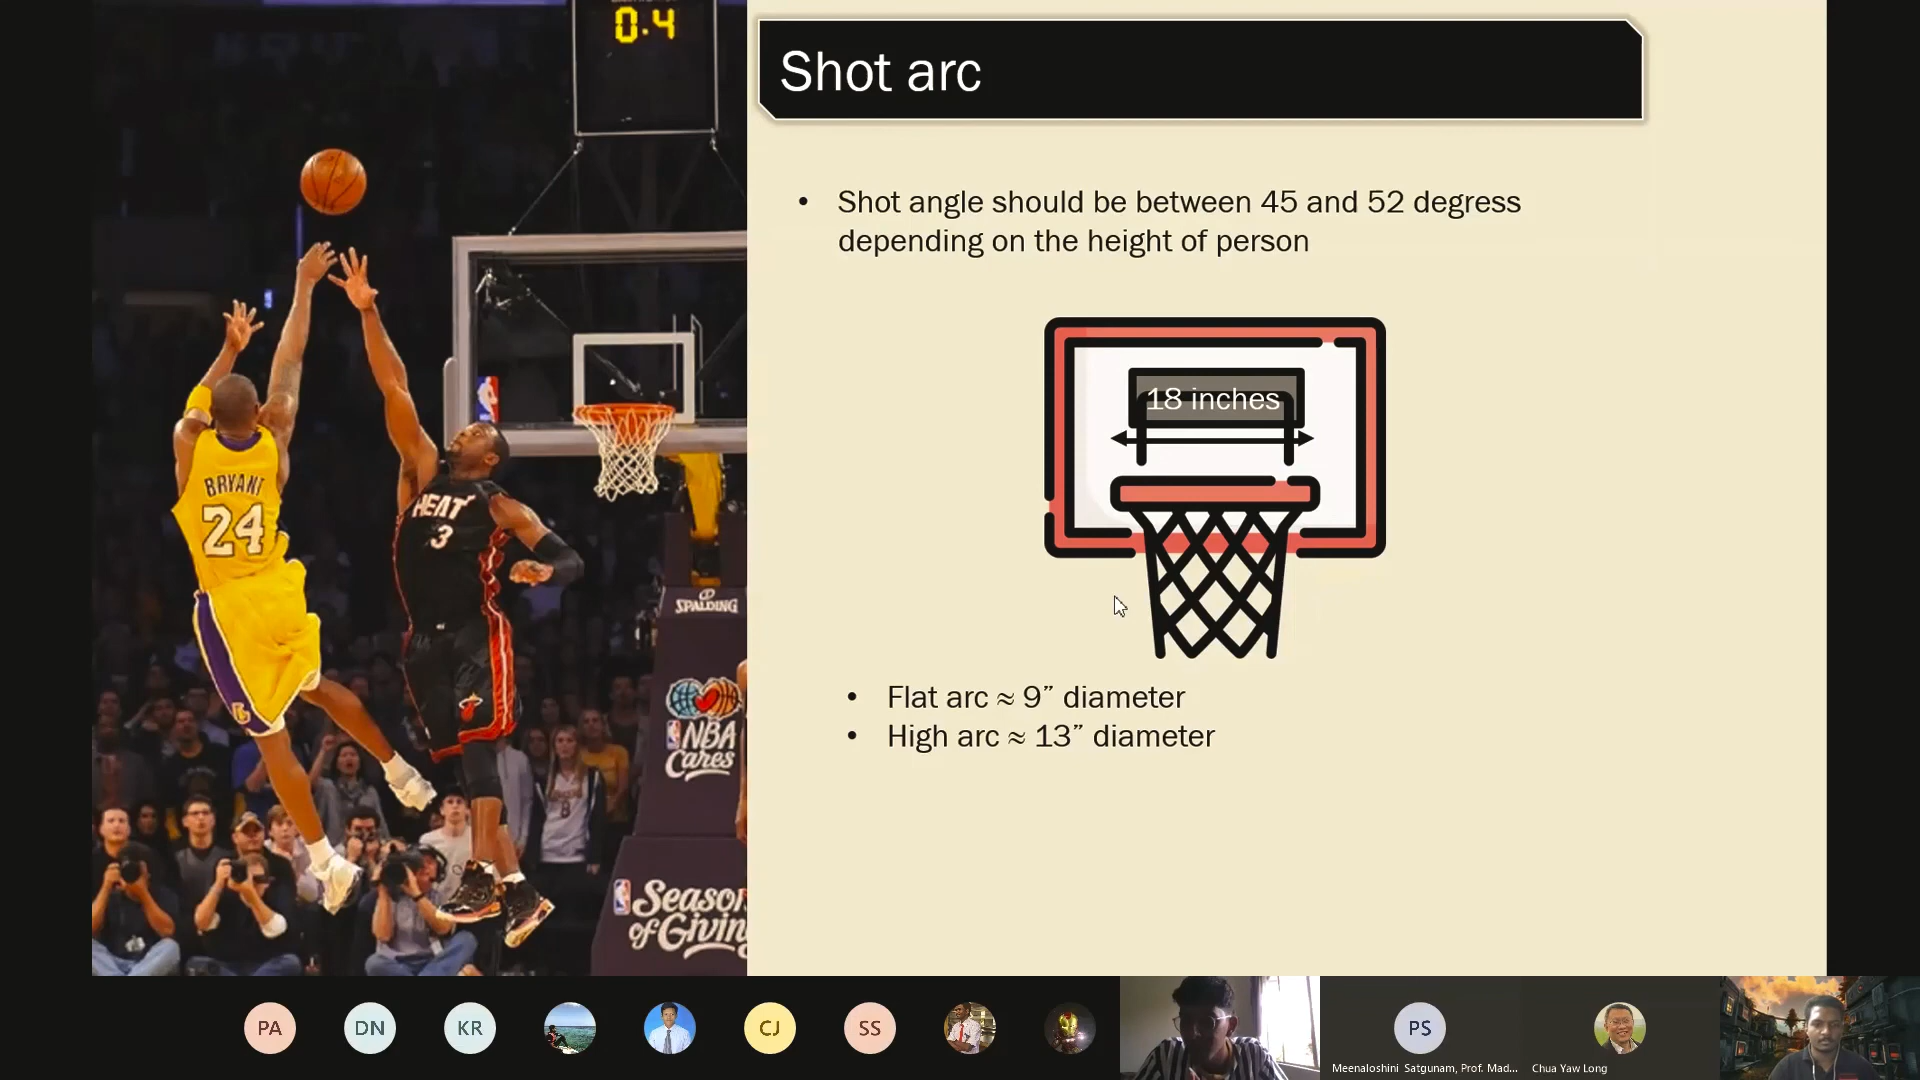 0.4
Shot arc
• Shot angle should be between 45 and 52 degress
depending on the height of person
18 inches
• Flat arc ≈ 9” diameter
• High arc ≈ 13” diameter
BRYANT
24
HEAT
3
SPALDING
NBA
Cares
Season
of Givin
PA
DN
KR
CJ
SS
PS
Meenaloshini Satgunam, Prof. Mad...
Chua Yaw Long